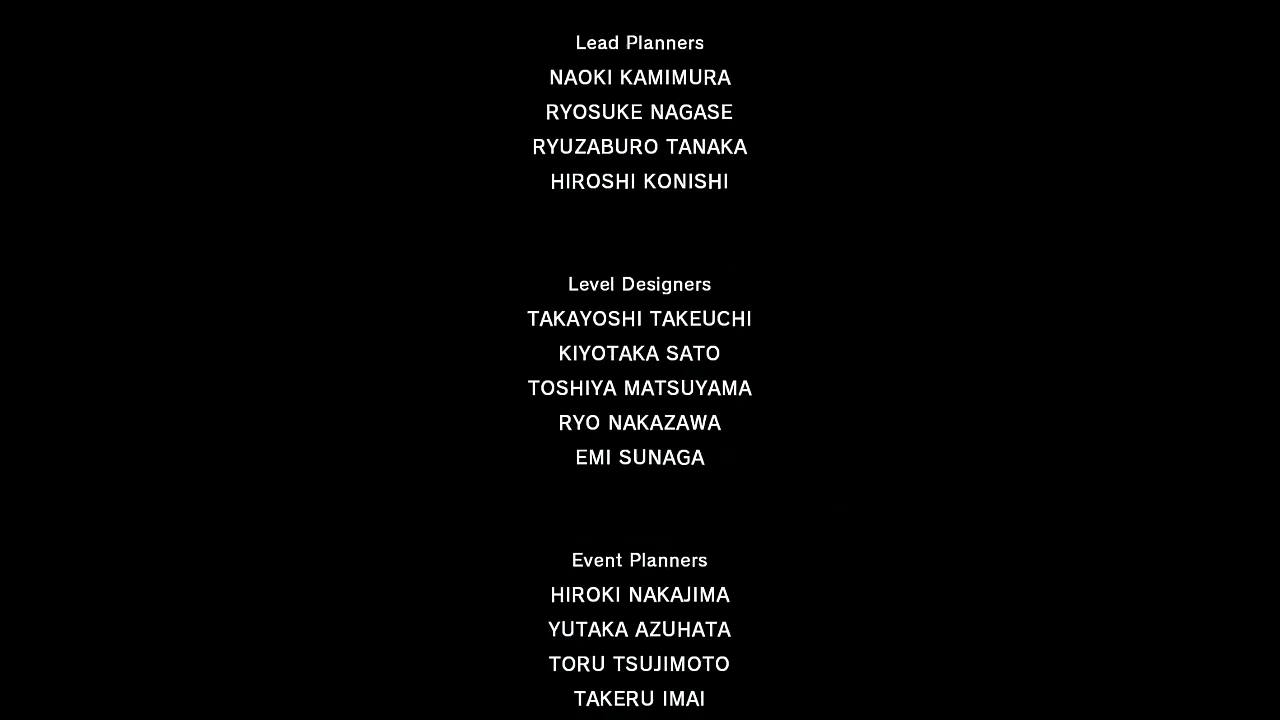 Lead Planners
NAOKI KAMIMURA
RYOSUKE NAGASE
RYUZABURO TANAKA
HIROSHI KONISHI
Level Designers
TAKAYOSHI TAKEUCHI
KIYOTAKA SATO
TOSHIYA MATSUYAMA
RYO NAKAZAWA
EMI SUNAGA
Event Planners
HIROKI NAKAJIMA
YUTAKA AZUHATA
TORU TSUJIMOTO
TAKERU IMAI